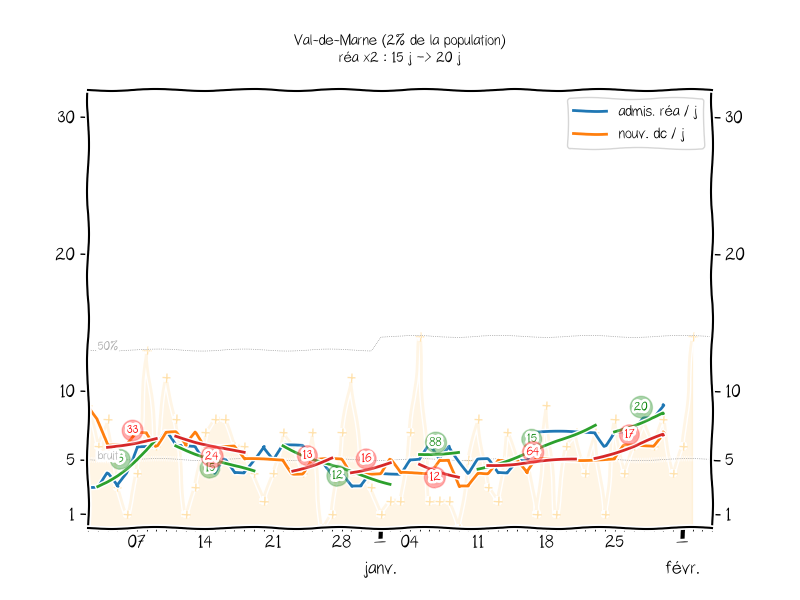 Val-de-Marne (2% de la population)
réa x2 : 15 j -> 20 j
admis. réa / j
nouv. dc / j
30 30
20 20
50%
10 10
20
33 88 15 17
bruit 5 24 13 16 64
15 12 12
5 5
1 1
07 14 21 28 04 11 18 25
janv. févr.